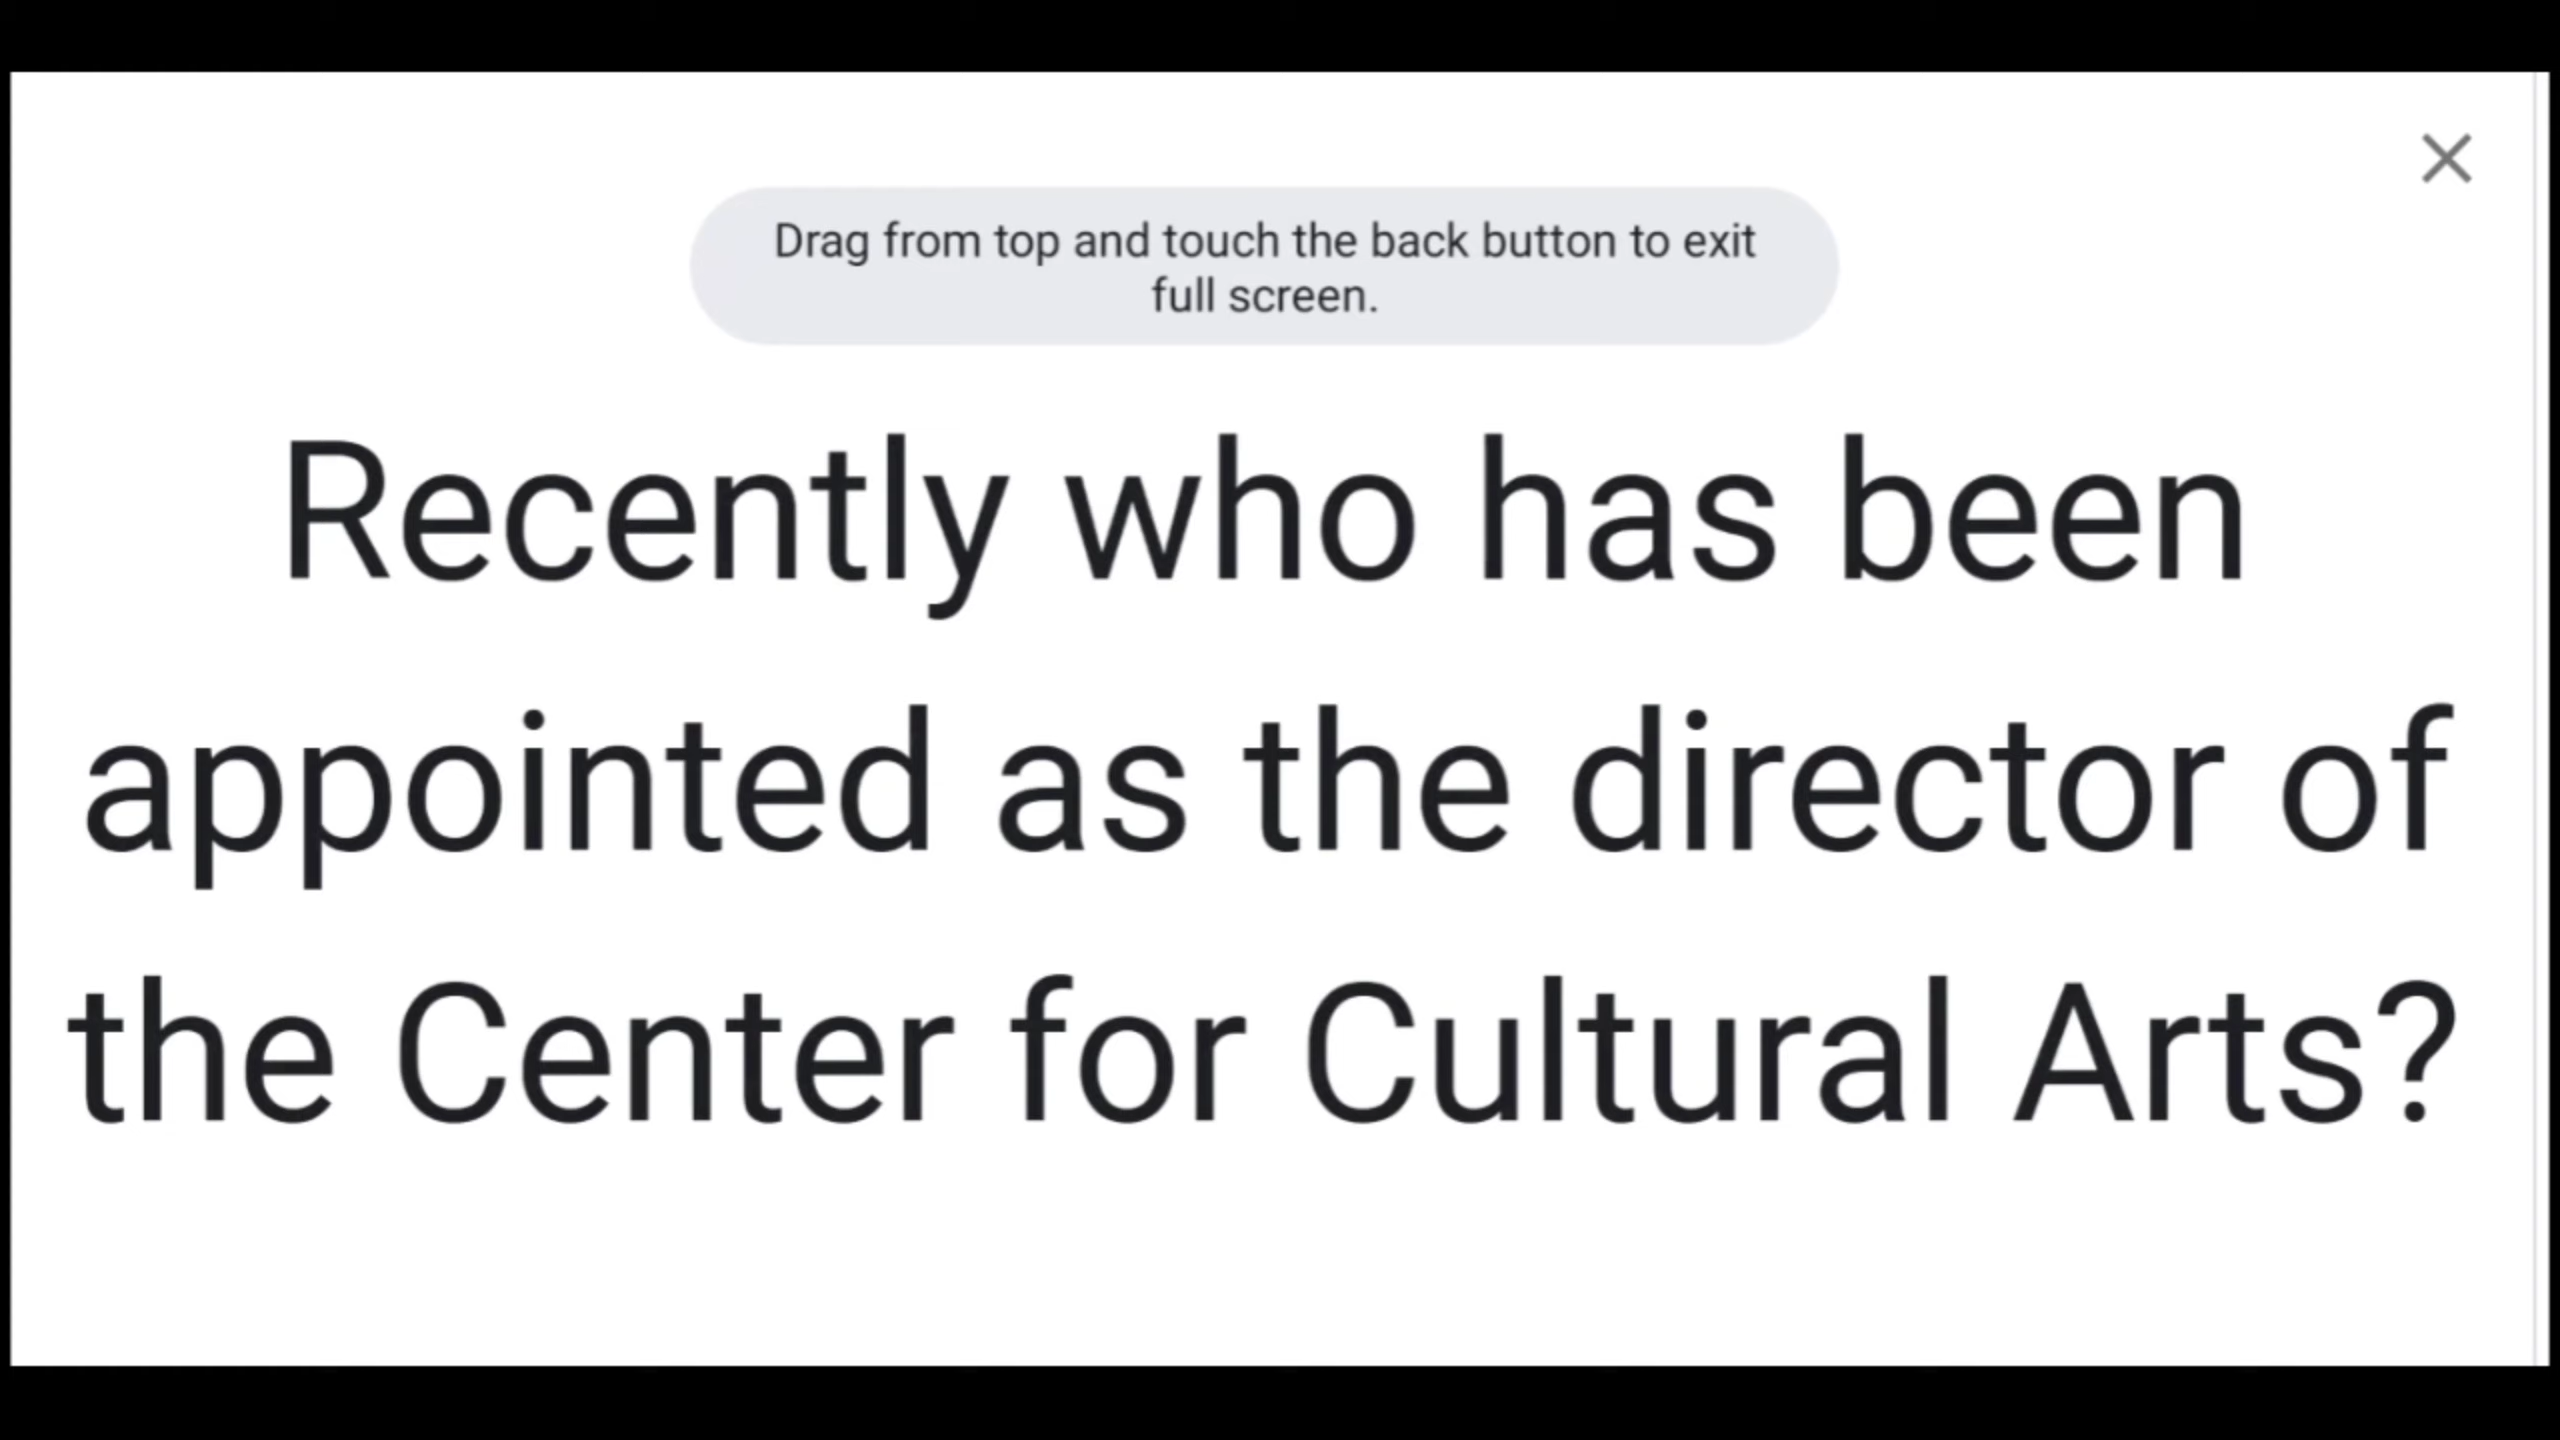 Drag from top and touch the back button to exit
full screen.
Recently who has been
appointed as the director of
the Center for Cultural Arts?